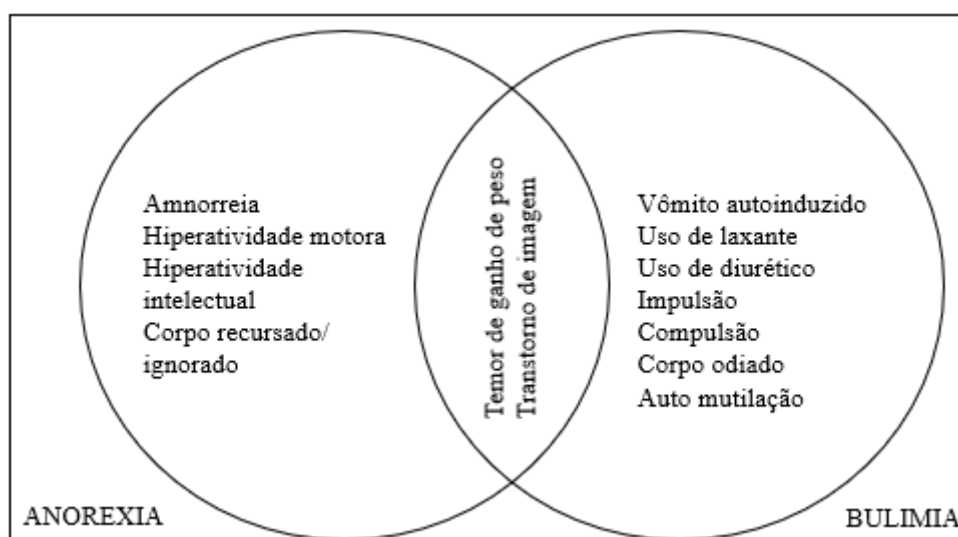 Amnorreia
Hiperatividade motora
Hiperatividade
intelectual
Corpo recursado/
ignorado
Temor de ganho de peso
Transtorno de imagem
Vômito autoinduzido
Uso de laxante
Uso de diurético
Impulsão
Compulsão
Corpo odiado
Auto mutilação
ANOREXIA
BULIMIA